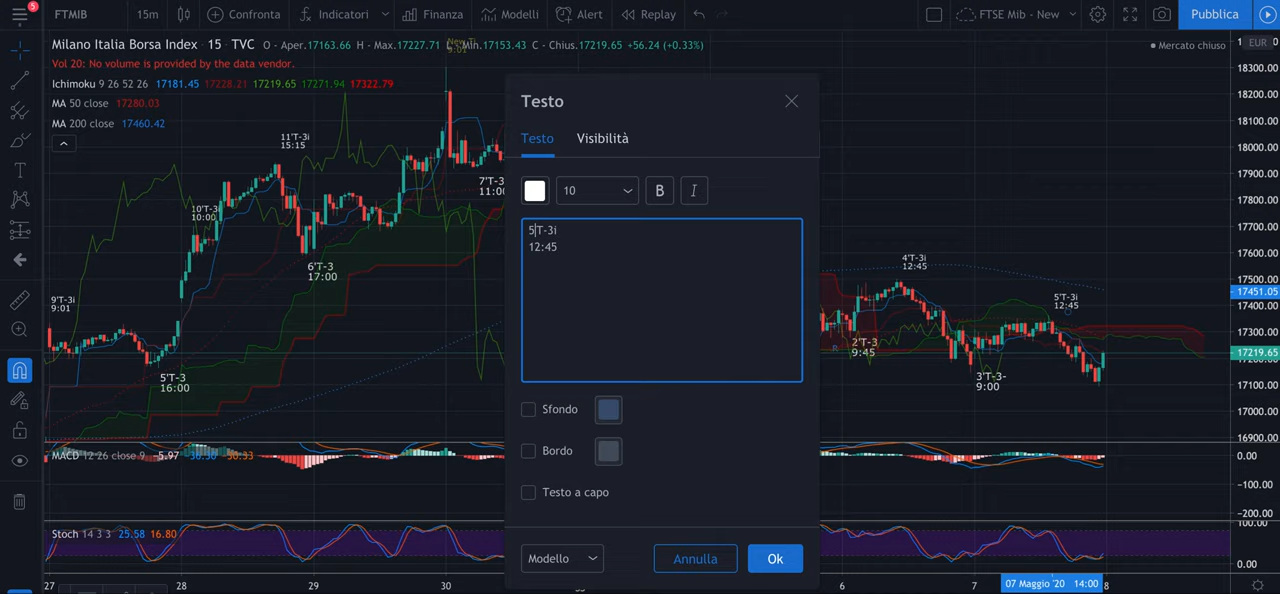 5
FTMIB
15m
Confronta
Indicatori
Finanza
Modelli
Alert
Replay
FTSE Mib - New
Pubblica
Milano Italia Borsa Index · 15 · TVC O - Aper.17163.66 H - Max.17227.71 L - Min.17153.43 C - Chius.17219.65 +56.24 (+0.33%)
Mercato chiuso
EUR
Vol 20: No volume is provided by the data vendor.
Ichimoku 9 26 52 26 17181.45 17228.21 17219.65 17271.94 17322.79
MA 50 close 17280.03
MA 200 close 17460.42
11'T-3i
15:15
10'T-3i
10:00
9'T-3i
9:01
7'T-3
11:00
6'T-3
17:00
5'T-3
16:00
Testo
Testo
Visibilità
10
B
I
5'T-3i
12:45
Sfondo
Bordo
Testo a capo
Modello
Annulla
Ok
4'T-3i
12:45
5'T-3i
12:45
2'T-3
9:45
3'T-3-
9:00
R
18300.00
18200.00
18100.00
18000.00
17900.00
17800.00
17700.00
17600.00
17500.00
17451.05
17400.00
17300.00
17219.65
17100.00
17000.00
16900.00
MACD 12 26 close 9 -5.97
0.00
-100.00
-200.00
Stoch 14 3 3 25.58 16.80
100.00
0.00
27
28
29
30
6
7
07 Maggio '20 14:00
8